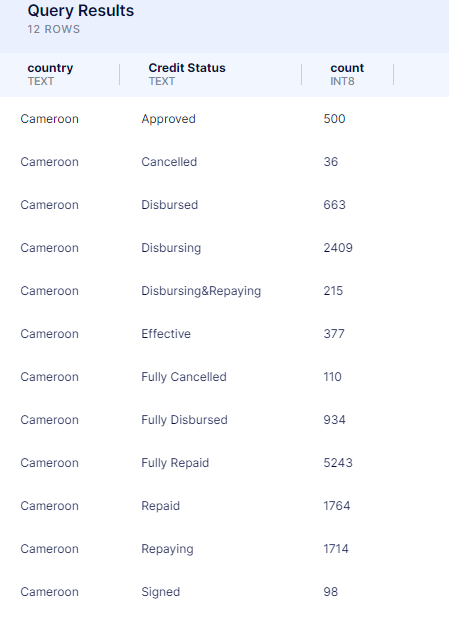 Query Results
12 ROWS
country Credit Status count
TEXT TEXT INT8
Cameroon Approved 500
Cameroon Cancelled 36
Cameroon Disbursed 663
Cameroon Disbursing 2409
Cameroon Disbursing&Repaying 215
Cameroon Effective 377
Cameroon Fully Cancelled 110
Cameroon Fully Disbursed 934
Cameroon Fully Repaid 5243
Cameroon Repaid 1764
Cameroon Repaying 1714
Cameroon Signed 98